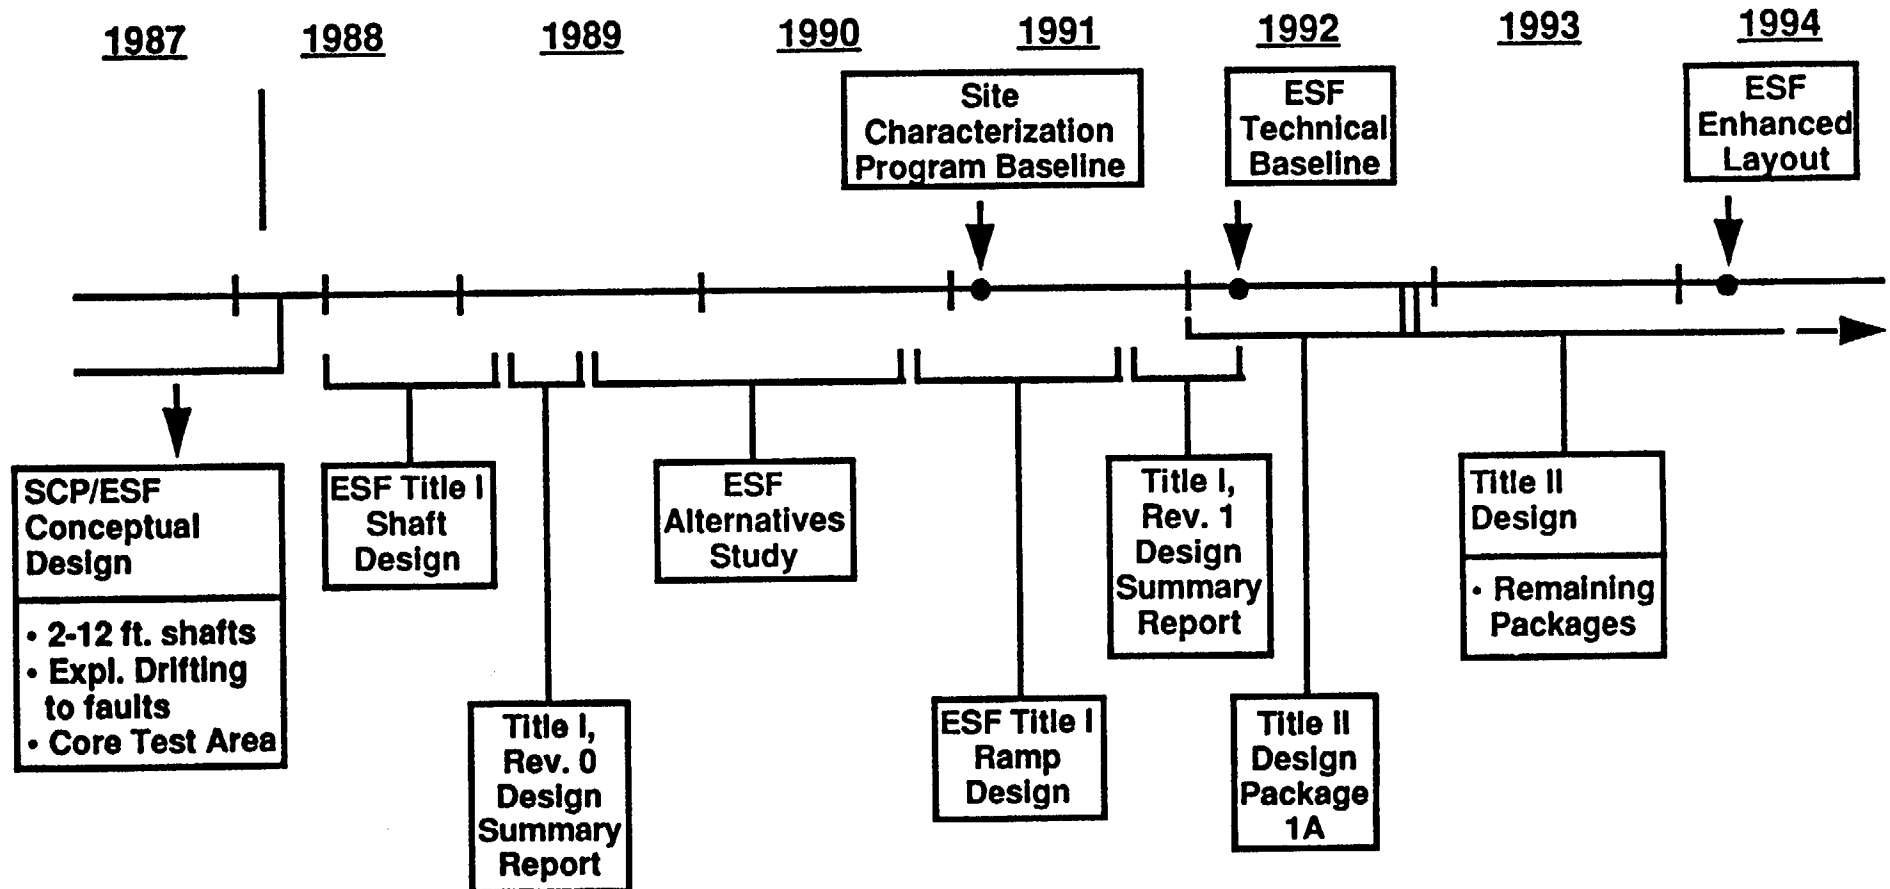 1987 1988 1989 1990 1991 1992 1993 1994
Site
Characterization
Program Baseline
ESF
Technical
Baseline
ESF
Enhanced
Layout
SCP/ESF
Conceptual
Design
• 2-12 ft. shafts
• Expl. Drifting
to faults
• Core Test Area
ESF Title I
Shaft
Design
Title I,
Rev. 0
Design
Summary
Report
ESF
Alternatives
Study
ESF Title I
Ramp
Design
Title I,
Rev. 1
Design
Summary
Report
Title II
Design
Package
1A
Title II
Design
• Remaining
Packages